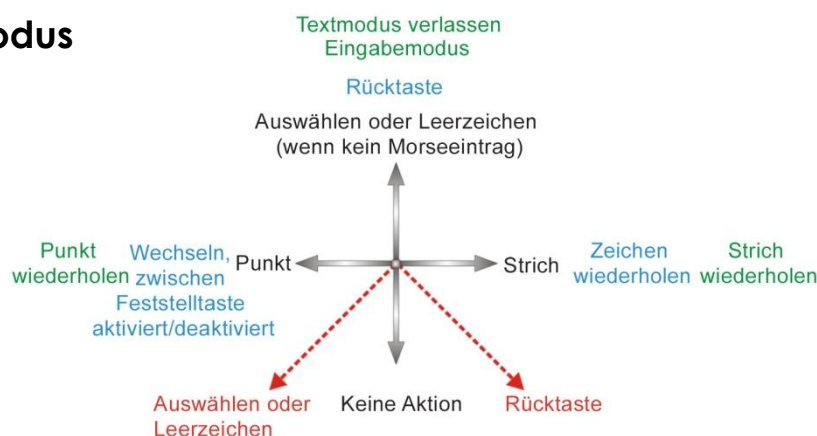 odus
Textmodus verlassen
Eingabemodus
Rücktaste
Auswählen oder Leerzeichen
(wenn kein Morseeintrag)
Punkt
wiederholen
Wechseln,
zwischen
Feststelltaste
aktiviert/deaktiviert
Punkt
Strich
Zeichen
wiederholen
Strich
wiederholen
Auswählen oder
Leerzeichen
Keine Aktion
Rücktaste